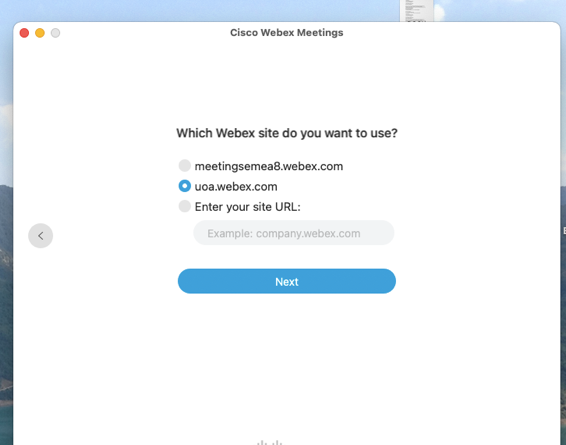 Cisco Webex Meetings
Which Webex site do you want to use?
meetingsemea8.webex.com
uoa.webex.com
Enter your site URL:
Example: company.webex.com
Next